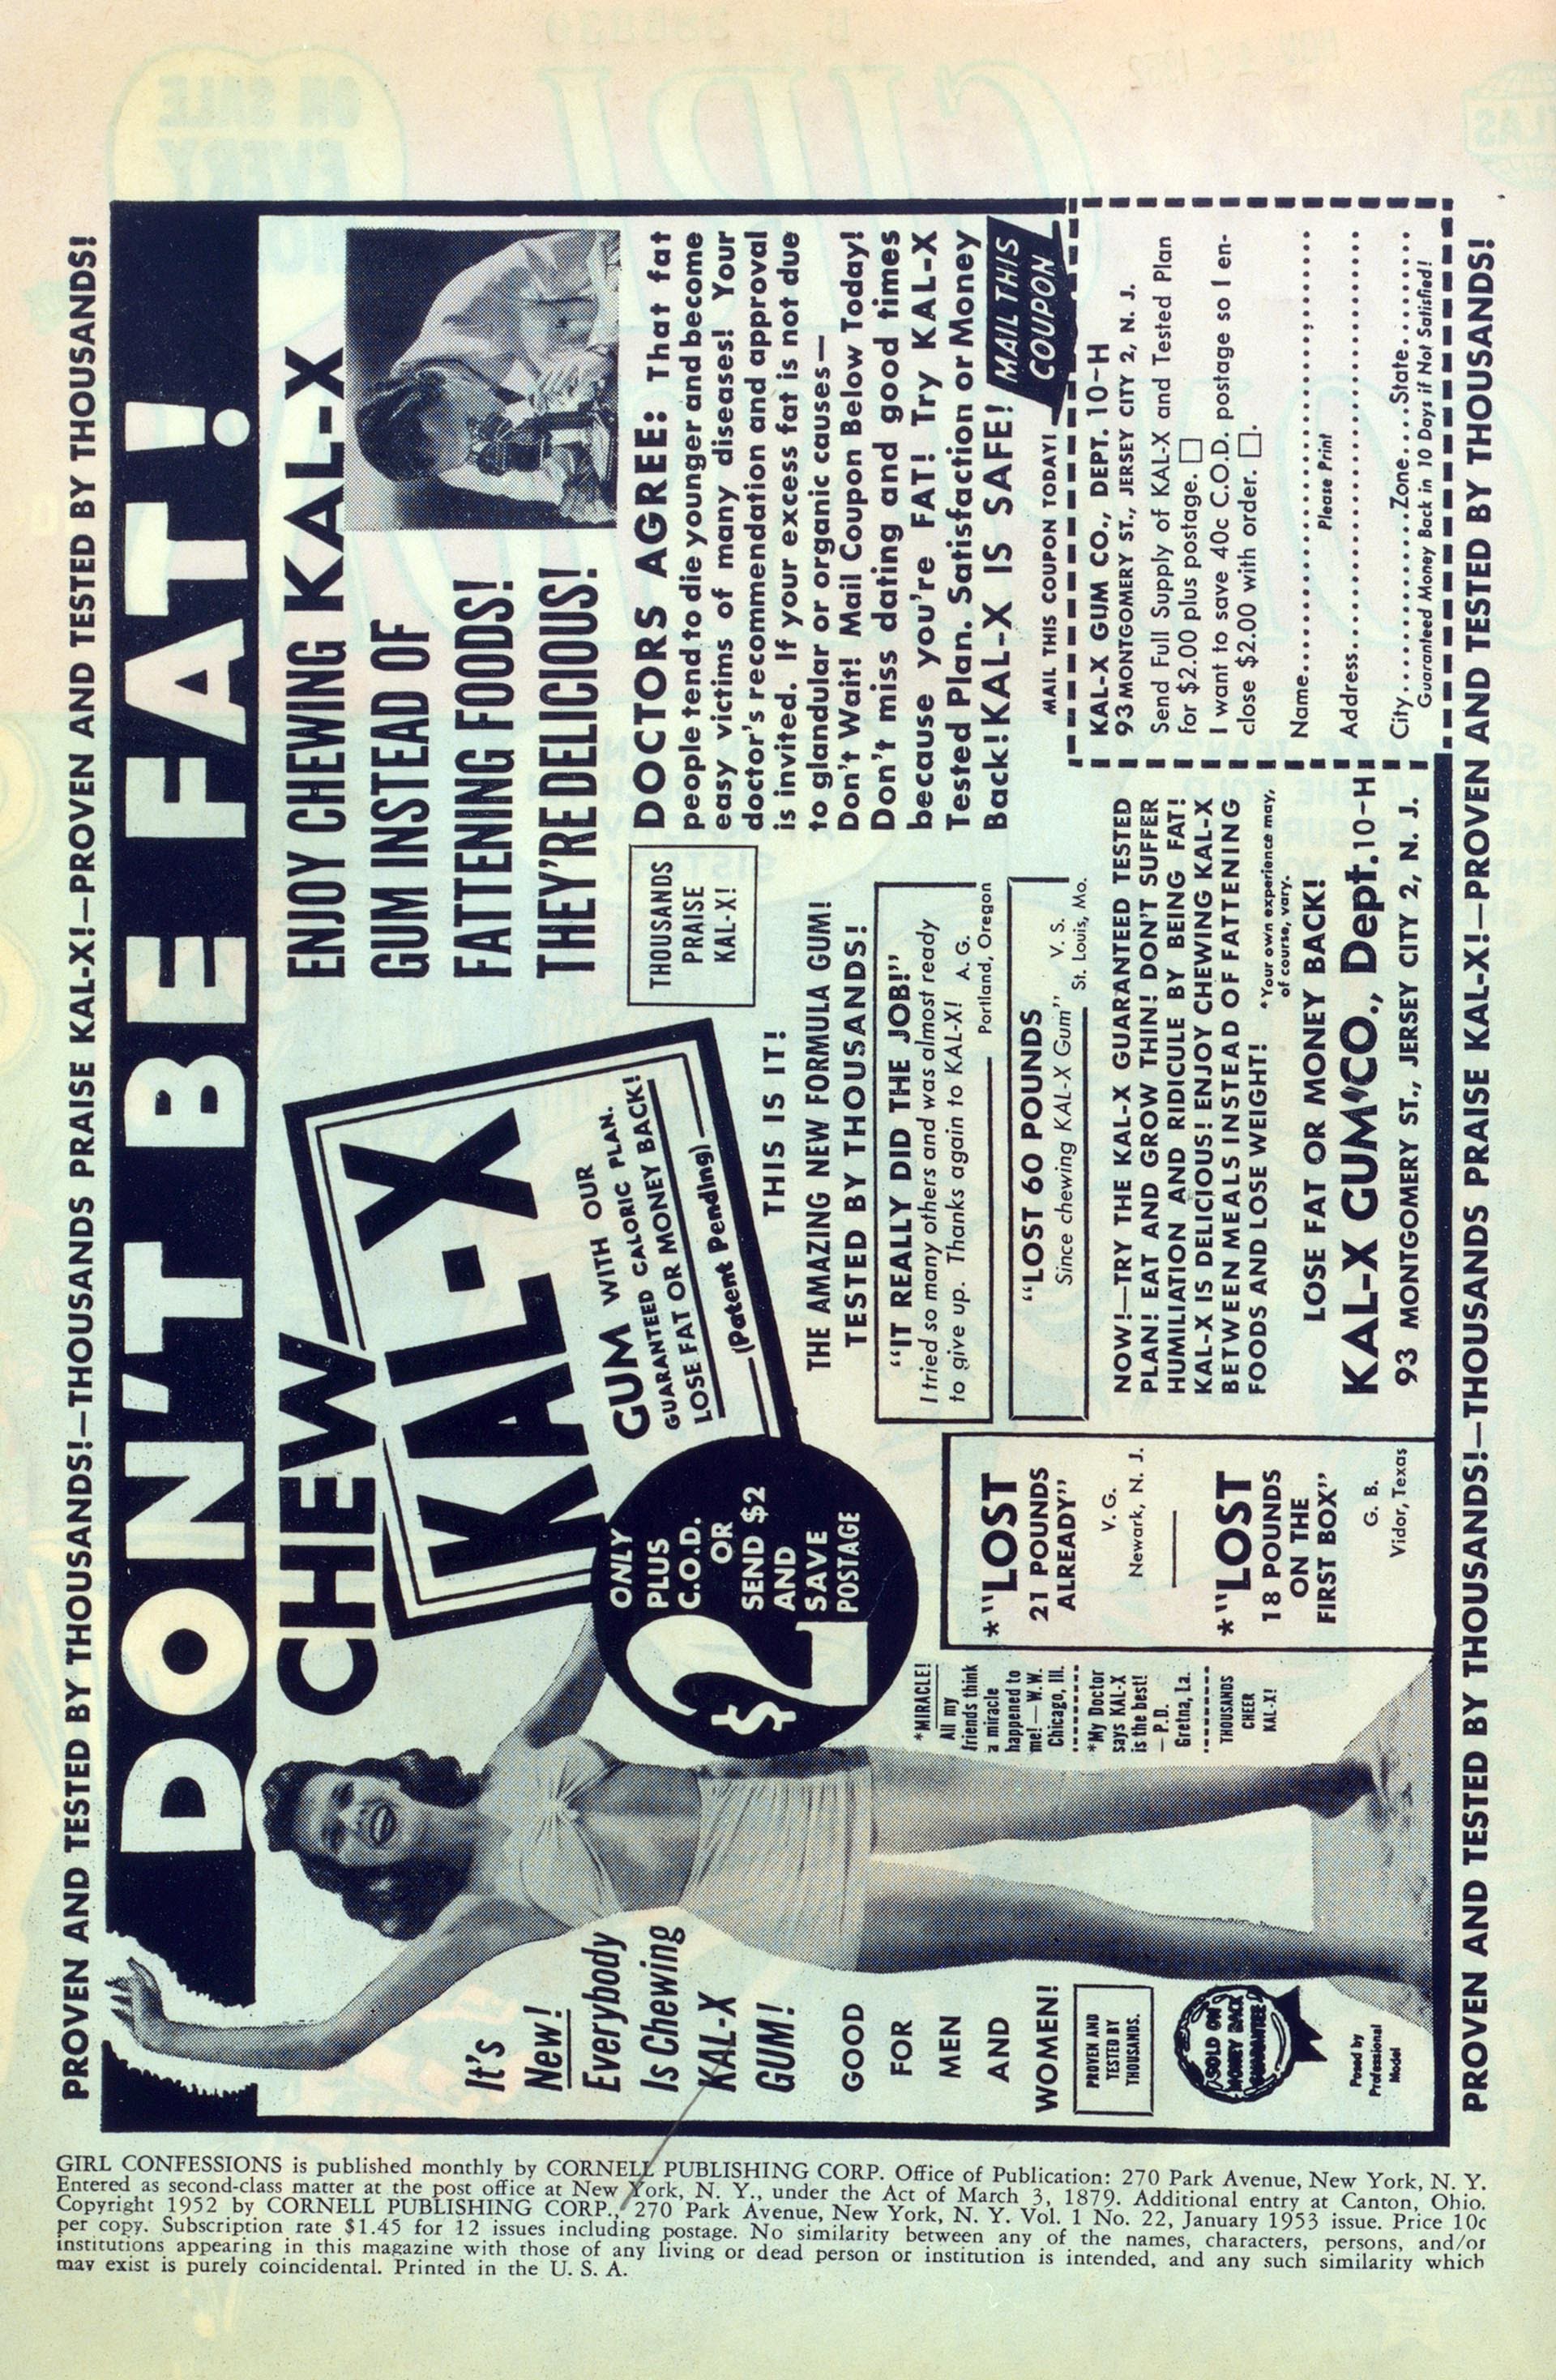 PROVEN AND TESTED BY THOUSANDS!—THOUSANDS PRAISE KAL-X!—PROVEN AND TESTED BY THOUSANDS!
DON'T BE FAT!
CHEW
KAL-X
GUM WITH OUR
GUARANTEED CALORIC PLAN.
LOSE FAT OR MONEY BACK!
(Patent Pending)
ENJOY CHEWING KAL-X
GUM INSTEAD OF
FATTENING FOODS!
THEY'RE DELICIOUS!
It's
New!
Everybody
Is Chewing
KAL-X
GUM!
GOOD
FOR
MEN
AND
WOMEN!
PROVEN AND
TESTED BY
THOUSANDS.
SOLD ON
MONEY BACK
GUARANTEE
Posed by
Professional
Model
$2
ONLY
PLUS
C.O.D.
OR
SEND $2
AND
SAVE
POSTAGE
*MIRACLE!
All my
friends think
a miracle
happened to
me!—W.W.
Chicago, Ill.
*My Doctor
says KAL-X
is the best!
—P.D.
Gretna, La.
THOUSANDS
CHEER
KAL-X!
*"LOST
21 POUNDS
ALREADY"
V. G.
Newark, N. J.
*"LOST
18 POUNDS
ON THE
FIRST BOX"
G. B.
Vidor, Texas
THIS IS IT!
THE AMAZING NEW FORMULA GUM!
TESTED BY THOUSANDS!
"IT REALLY DID THE JOB!"
I tried so many others and was almost ready
to give up. Thanks again to KAL-X! A. G.
Portland, Oregon
"LOST 60 POUNDS
Since chewing KAL-X Gum" V. S.
St. Louis, Mo.
NOW!—TRY THE KAL-X GUARANTEED TESTED
PLAN! EAT AND GROW THIN! DON'T SUFFER
HUMILIATION AND RIDICULE BY BEING FAT!
KAL-X IS DELICIOUS! ENJOY CHEWING KAL-X
BETWEEN MEALS INSTEAD OF FATTENING
FOODS AND LOSE WEIGHT!
*Your own experience may,
of course, vary.
LOSE FAT OR MONEY BACK!
KAL-X GUM CO., Dept. 10-H
93 MONTGOMERY ST., JERSEY CITY 2, N. J.
THOUSANDS
PRAISE
KAL-X!
DOCTORS AGREE: That fat
people tend to die younger and become
easy victims of many diseases! Your
doctor's recommendation and approval
is invited. If your excess fat is not due
to glandular or organic causes—
Don't Wait! Mail Coupon Below Today!
Don't miss dating and good times
because you're FAT! Try KAL-X
Tested Plan. Satisfaction or Money
Back! KAL-X IS SAFE!
MAIL THIS
COUPON
MAIL THIS COUPON TODAY!
KAL-X GUM CO., DEPT. 10-H
93 MONTGOMERY ST., JERSEY CITY 2, N. J.
Send Full Supply of KAL-X and Tested Plan
for $2.00 plus postage. □
I want to save 40c C.O.D. postage so I en-
close $2.00 with order. □.
Name..........................................
Please Print
Address.......................................
City................Zone....State............
Guaranteed Money Back in 10 Days if Not Satisfied!
PROVEN AND TESTED BY THOUSANDS!—THOUSANDS PRAISE KAL-X!—PROVEN AND TESTED BY THOUSANDS!
GIRL CONFESSIONS is published monthly by CORNELL PUBLISHING CORP. Office of Publication: 270 Park Avenue, New York, N. Y.
Entered as second-class matter at the post office at New York, N. Y., under the Act of March 3, 1879. Additional entry at Canton, Ohio.
Copyright 1952 by CORNELL PUBLISHING CORP., 270 Park Avenue, New York, N. Y. Vol. 1 No. 22, January 1953 issue. Price 10c
per copy. Subscription rate $1.45 for 12 issues including postage. No similarity between any of the names, characters, persons, and/or
institutions appearing in this magazine with those of any living or dead person or institution is intended, and any such similarity which
may exist is purely coincidental. Printed in the U. S. A.